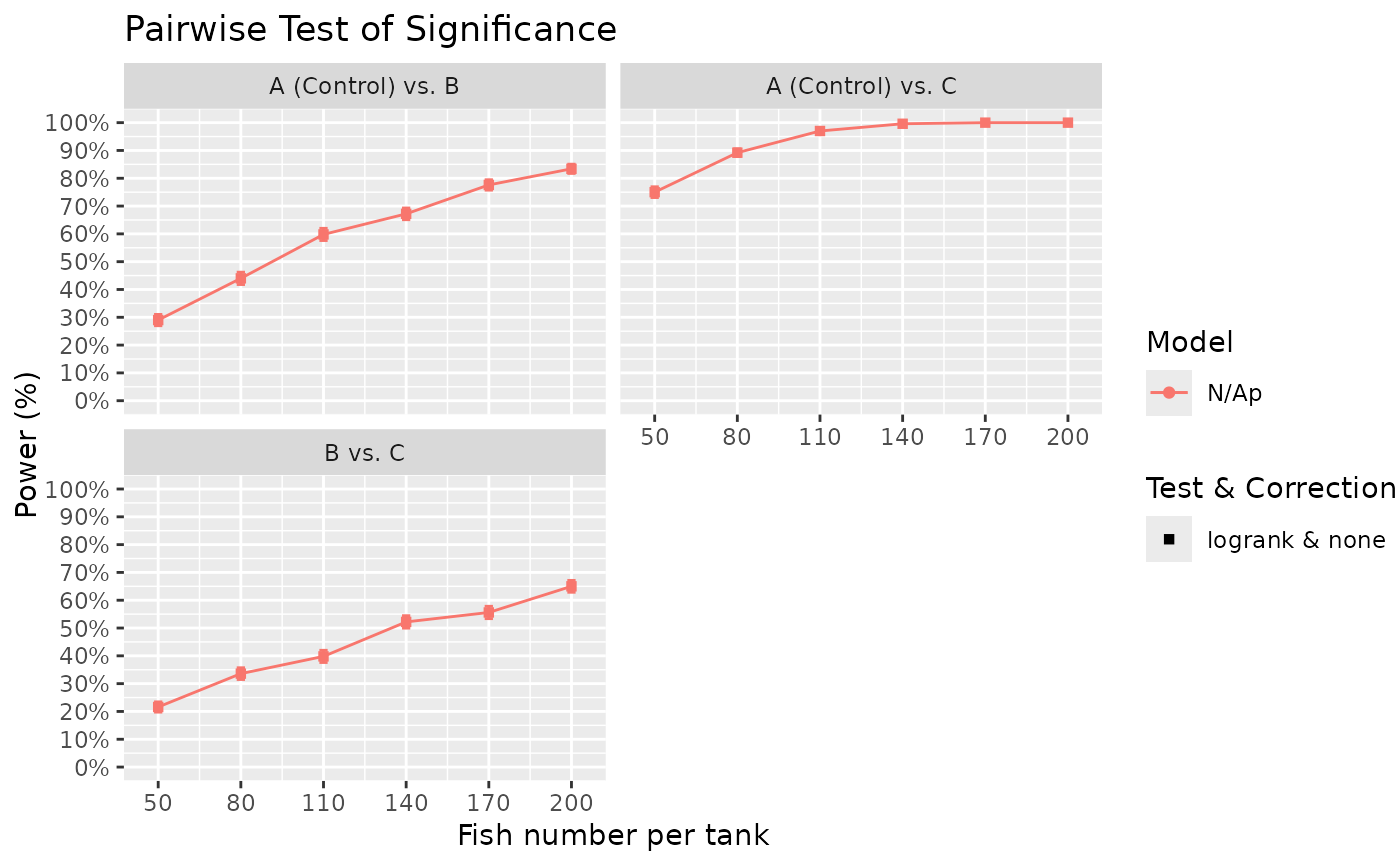 Pairwise Test of Significance
A (Control) vs. B
A (Control) vs. C
100%
90%
80%
70%
60%
50%
40%
30%
20%
10%
0%
50 80 110 140 170 200
B vs. C
100%
90%
80%
70%
60%
50%
40%
30%
20%
10%
0%
50 80 110 140 170 200
Power (%)
Fish number per tank
Model
N/Ap
Test & Correction
logrank & none